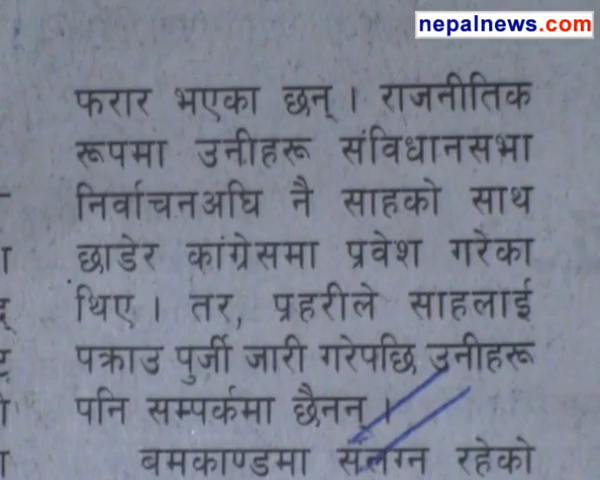 nepalnews.com
फरार भएका छन् । राजनीतिक
रूपमा उनीहरू संविधानसभा
निर्वाचनअघि नै साहको साथ
छाडेर कांग्रेसमा प्रवेश गरेका
थिए । तर, प्रहरीले साहलाई
पक्राउ पुर्जी जारी गरेपछि उनीहरू
पनि सम्पर्कमा छैनन् ।
बमकाण्डमा संलग्न रहेको